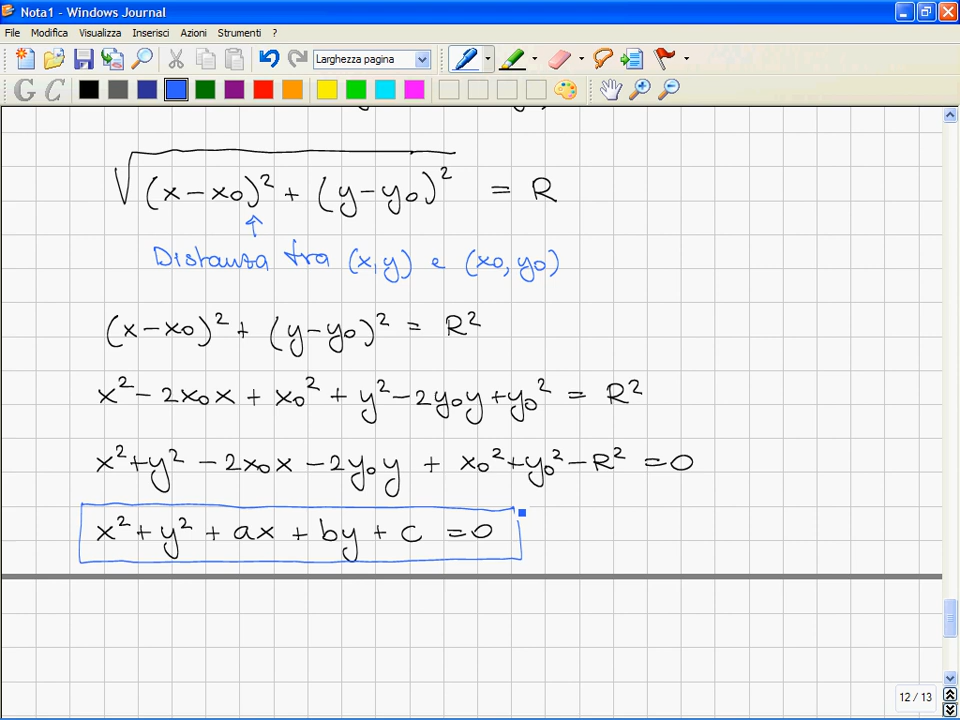 Nota1 - Windows Journal
File Modifica Visualizza Inserisci Azioni Strumenti ?
Larghezza pagina
G C
√(x-x0)² + (y-y0)² = R
↑
Distanza tra (x,y) e (x0,y0)
(x-x0)² + (y-y0)² = R²
x² - 2x0x + x0² + y² - 2y0y + y0² = R²
x² + y² - 2x0x - 2y0y + x0² + y0² - R² = 0
x² + y² + ax + by + c = 0
12 / 13